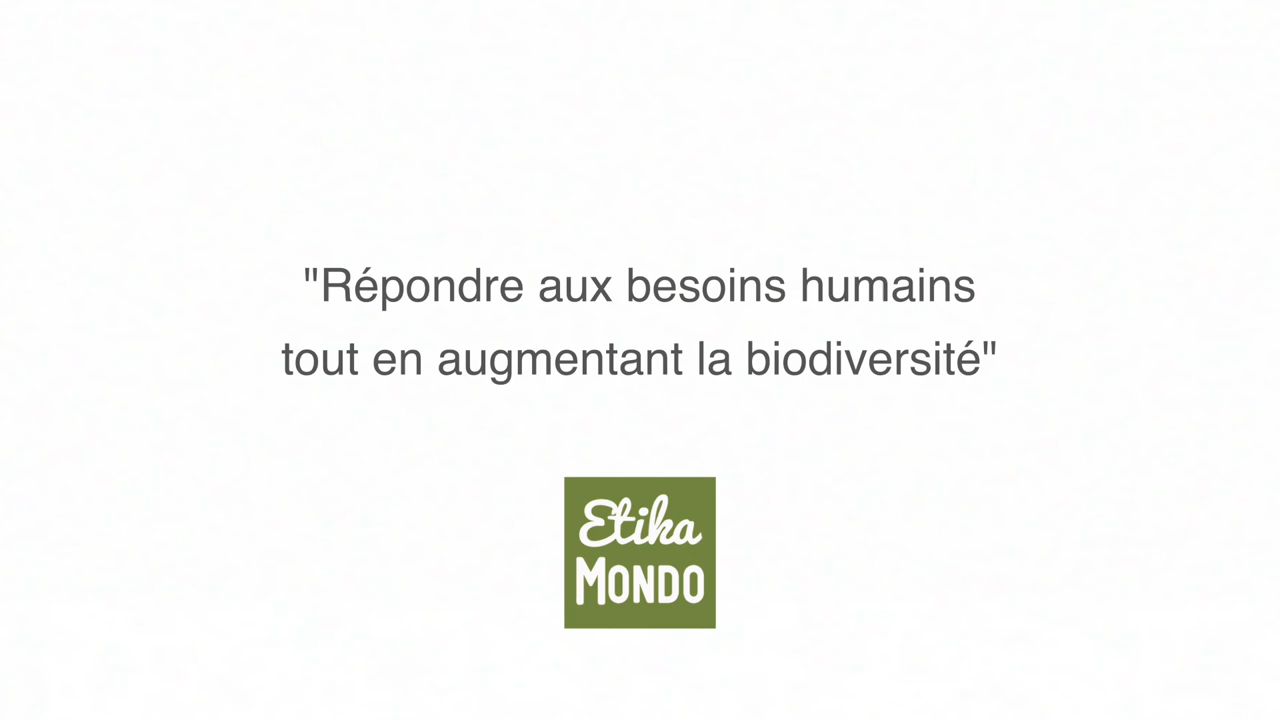 "Répondre aux besoins humains
tout en augmentant la biodiversité"
Etika
MONDO